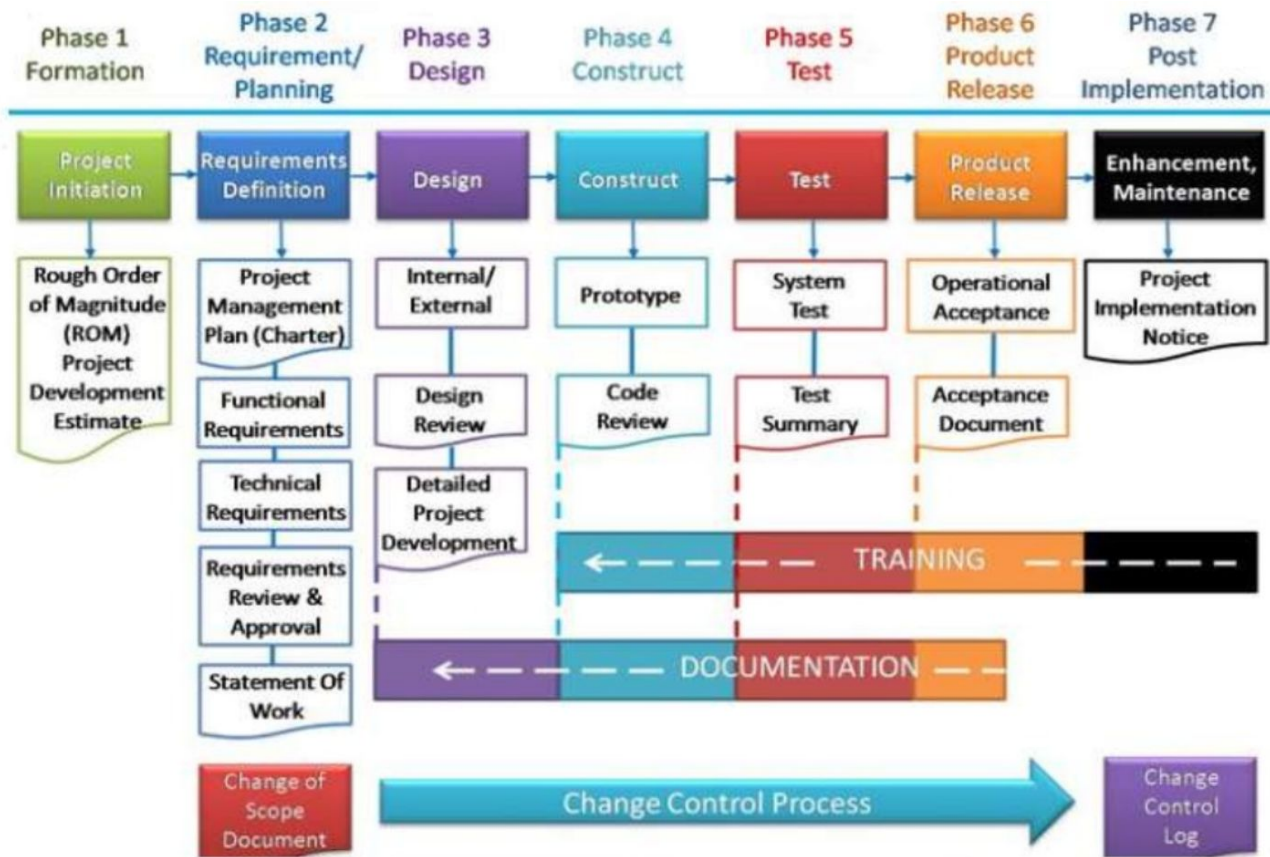 Phase 1
Formation
Phase 2
Requirement/
Planning
Phase 3
Design
Phase 4
Construct
Phase 5
Test
Phase 6
Product
Release
Phase 7
Post
Implementation
Project
Initiation
Requirements
Definition
Design
Construct
Test
Product
Release
Enhancement,
Maintenance
Rough Order
of Magnitude
(ROM)
Project
Development
Estimate
Project
Management
Plan (Charter)
Functional
Requirements
Technical
Requirements
Requirements
Review &
Approval
Statement Of
Work
Internal/
External
Design
Review
Detailed
Project
Development
Prototype
Code
Review
System
Test
Test
Summary
Operational
Acceptance
Acceptance
Document
Project
Implementation
Notice
TRAINING
DOCUMENTATION
Change of
Scope
Document
Change Control Process
Change
Control
Log